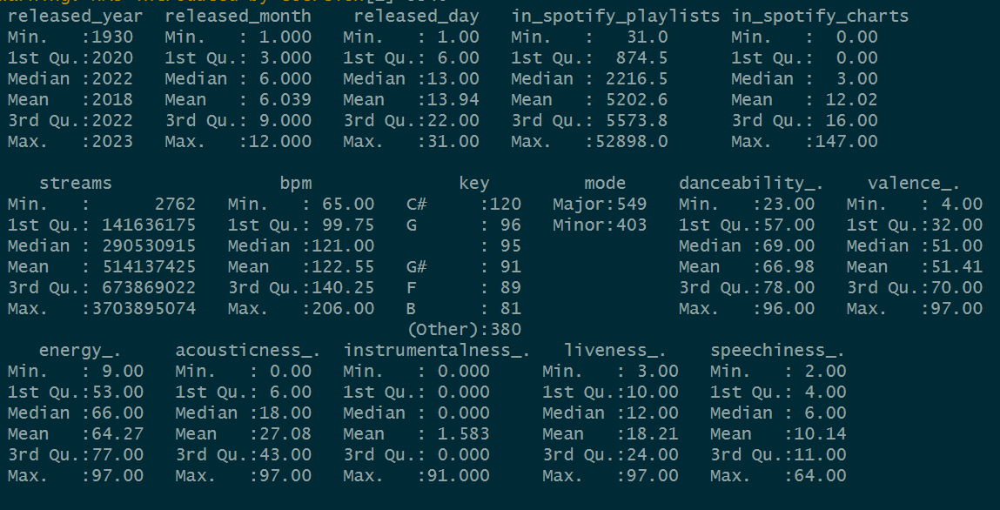 released_year released_month released_day in_spotify_playlists in_spotify_charts
Min. :1930 Min. : 1.000 Min. : 1.00 Min. : 31.0 Min. : 0.00
1st Qu.:2020 1st Qu.: 3.000 1st Qu.: 6.00 1st Qu.: 874.5 1st Qu.: 0.00
Median :2022 Median : 6.000 Median :13.00 Median : 2216.5 Median : 3.00
Mean :2018 Mean : 6.039 Mean :13.94 Mean : 5202.6 Mean : 12.02
3rd Qu.:2022 3rd Qu.: 9.000 3rd Qu.:22.00 3rd Qu.: 5573.8 3rd Qu.: 16.00
Max. :2023 Max. :12.000 Max. :31.00 Max. :52898.0 Max. :147.00
streams bpm key mode danceability_. valence_.
Min. : 2762 Min. : 65.00 C# :120 Major:549 Min. :23.00 Min. : 4.00
1st Qu.: 141636175 1st Qu.: 99.75 G : 96 Minor:403 1st Qu.:57.00 1st Qu.:32.00
Median : 290530915 Median :121.00 : 95 Median :69.00 Median :51.00
Mean : 514137425 Mean :122.55 G# : 91 Mean :66.98 Mean :51.41
3rd Qu.: 673869022 3rd Qu.:140.25 F : 89 3rd Qu.:78.00 3rd Qu.:70.00
Max. :3703895074 Max. :206.00 B : 81 Max. :96.00 Max. :97.00
(Other):380
energy_. acousticness_. instrumentalness_. liveness_. speechiness_.
Min. : 9.00 Min. : 0.00 Min. : 0.000 Min. : 3.00 Min. : 2.00
1st Qu.:53.00 1st Qu.: 6.00 1st Qu.: 0.000 1st Qu.:10.00 1st Qu.: 4.00
Median :66.00 Median :18.00 Median : 0.000 Median :12.00 Median : 6.00
Mean :64.27 Mean :27.08 Mean : 1.583 Mean :18.21 Mean :10.14
3rd Qu.:77.00 3rd Qu.:43.00 3rd Qu.: 0.000 3rd Qu.:24.00 3rd Qu.:11.00
Max. :97.00 Max. :97.00 Max. :91.000 Max. :97.00 Max. :64.00